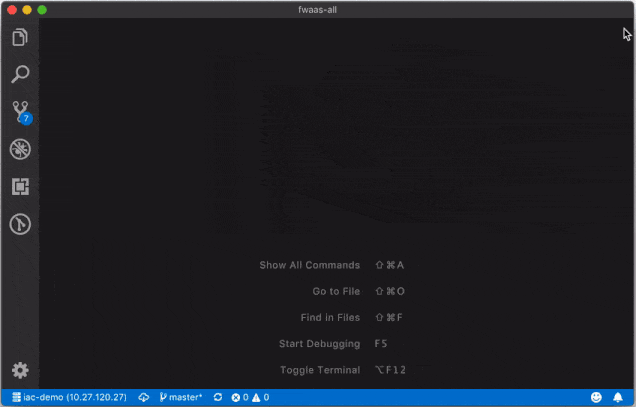 fwaas-all
7
Show All Commands ⇧⌘A
Go to File ⇧⌘O
Find in Files ⇧⌘F
Start Debugging F5
Toggle Terminal ⌥F12
iac-demo (10.27.120.27) master* 0 0